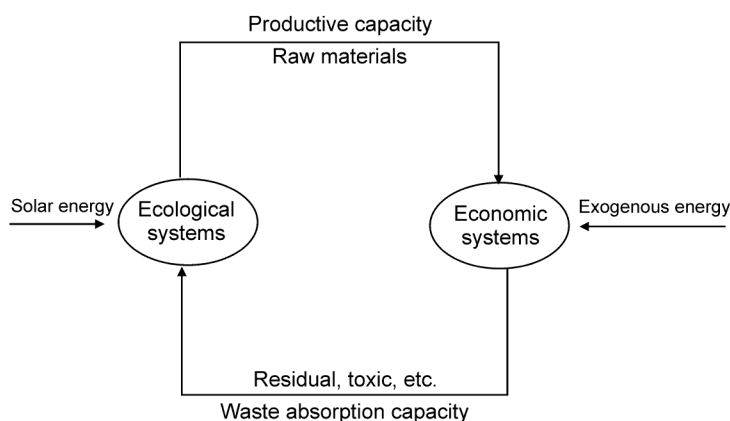 Productive capacity
Raw materials
Solar energy
Ecological
systems
Economic
systems
Exogenous energy
Residual, toxic, etc.
Waste absorption capacity